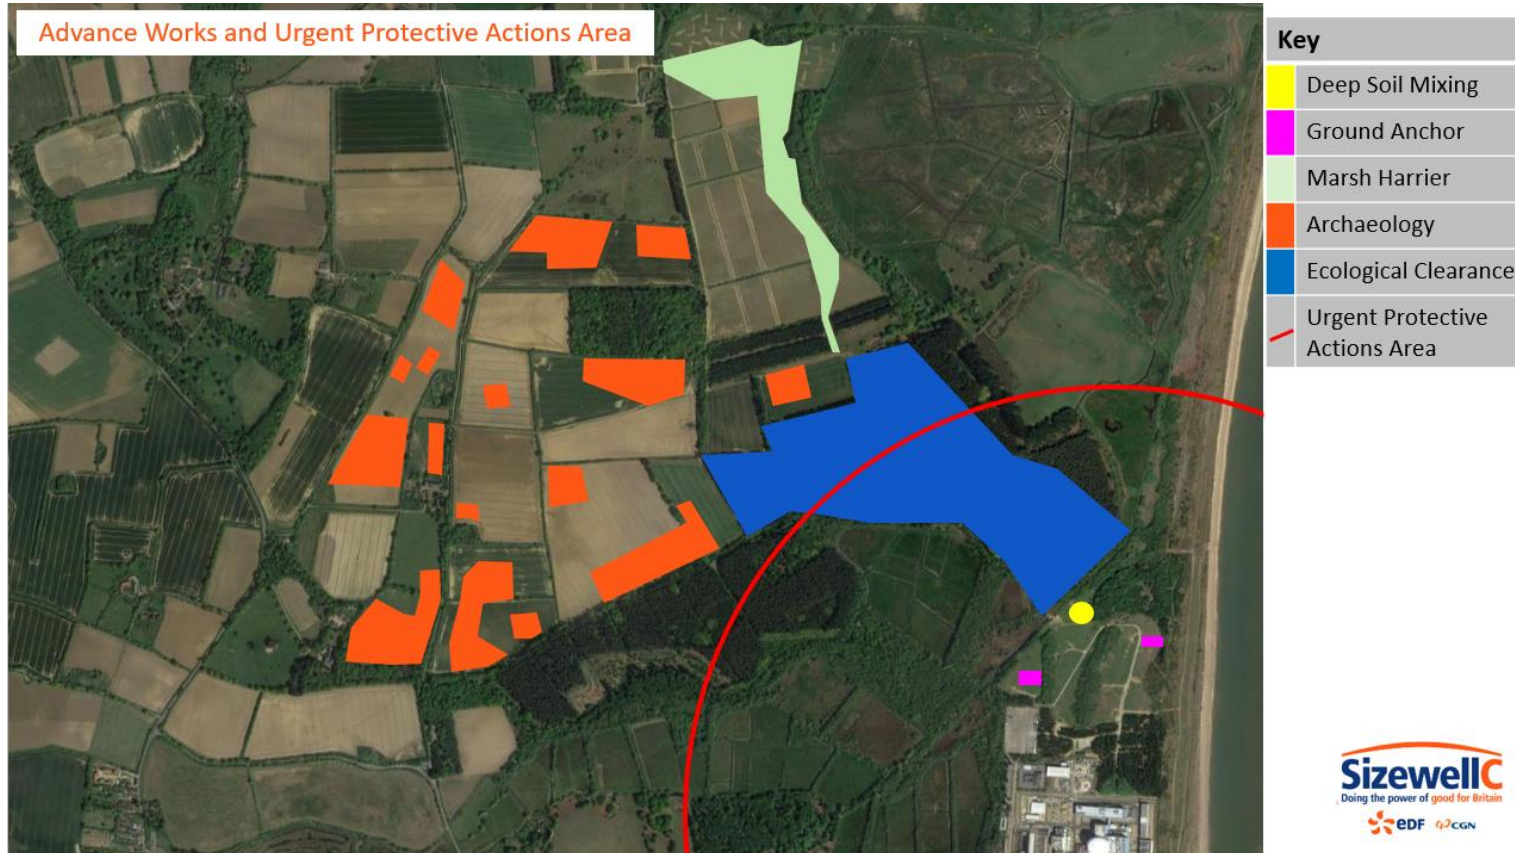 Advance Works and Urgent Protective Actions Area
Key
Deep Soil Mixing
Ground Anchor
Marsh Harrier
Archaeology
Ecological Clearance
Urgent Protective
Actions Area
SizewellC
Doing the power of good for Britain
eDF
CGN